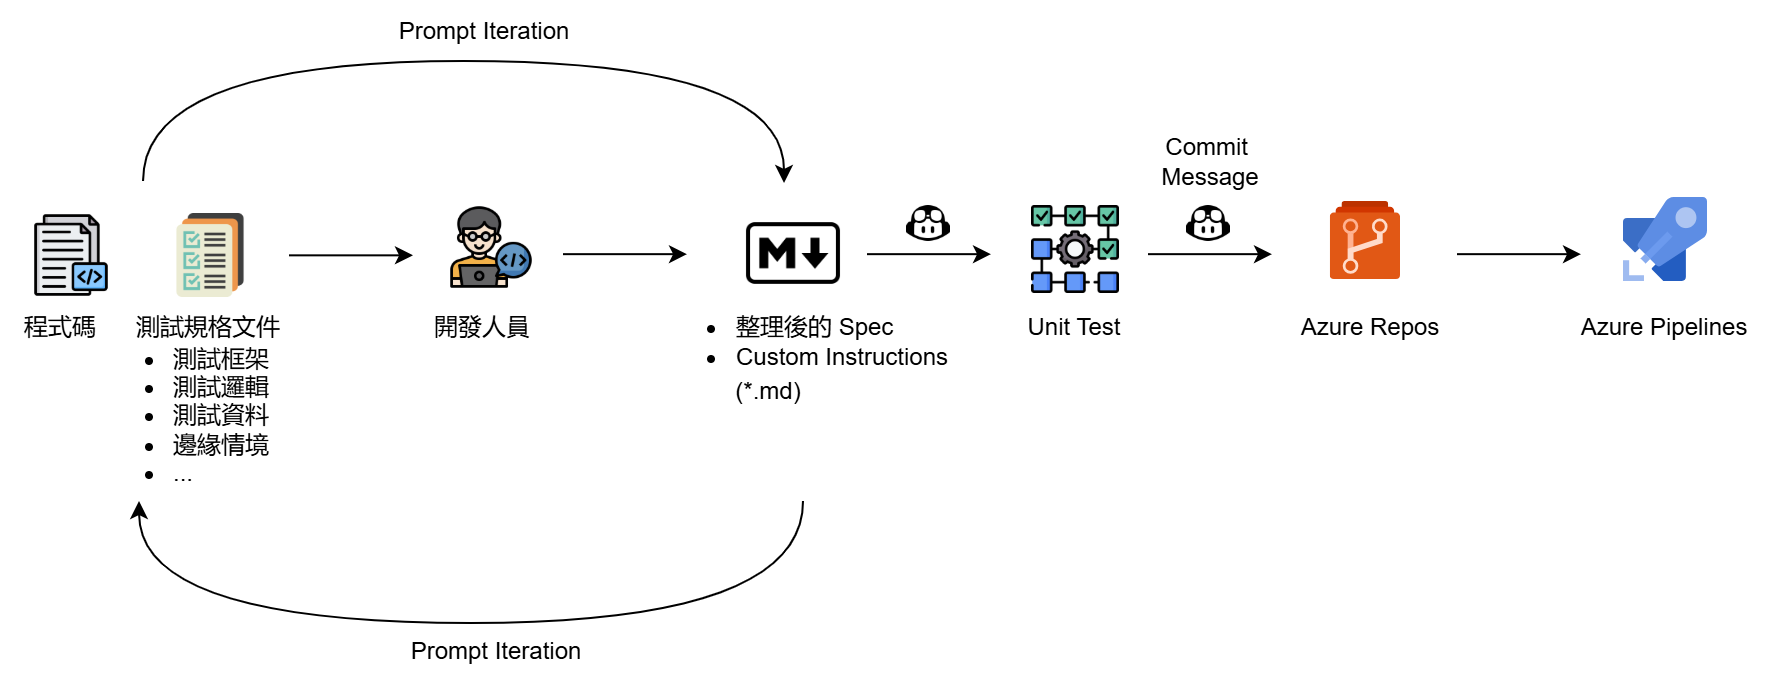 Prompt Iteration
Commit
Message
程式碼
測試規格文件
測試框架
測試邏輯
測試資料
邊緣情境
...
開發人員
M
整理後的 Spec
Custom Instructions
(*.md)
Unit Test
Azure Repos
Azure Pipelines
Prompt Iteration